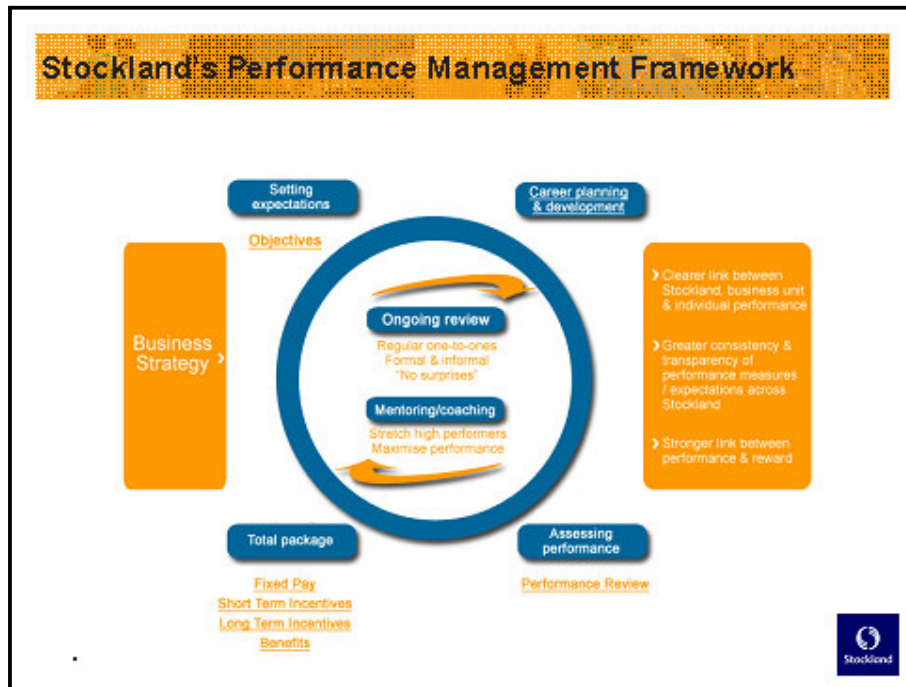 Stockland's Performance Management Framework
Setting
expectations
Objectives
Career planning
& development
Business
Strategy ›
Ongoing review
Regular one-to-ones
Formal & informal
"No surprises"
Mentoring/coaching
Stretch high performers
Maximise performance
› Clearer link between
Stockland, business unit
& individual performance
› Greater consistency &
transparency of
performance measures
/ expectations across
Stockland
› Stronger link between
performance & reward
Total package
Fixed Pay
Short Term Incentives
Long Term Incentives
Benefits
Assessing
performance
Performance Review
Stockland